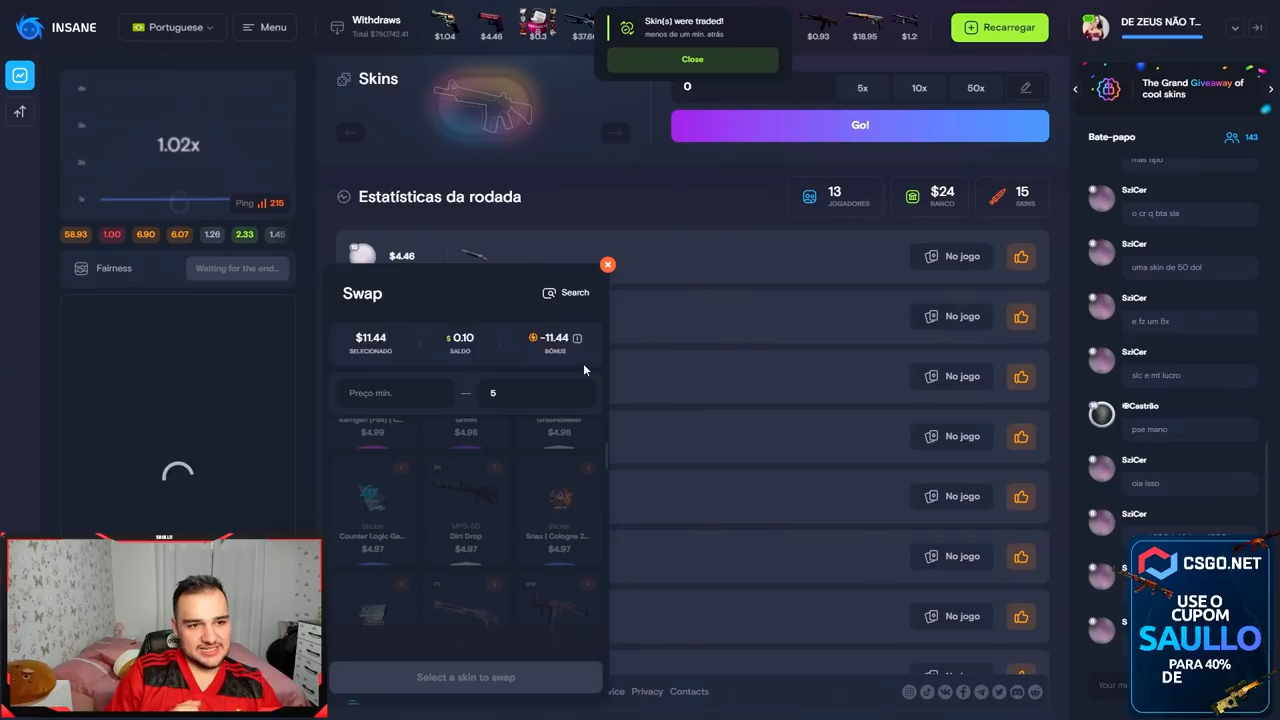 INSANE
Portuguese
Menu
Withdraws
Total $780742.41
$1.04
$4.46
$0.3
Skin(s) were traded!
menos de um min. atrás
Close
$0.93
$18.95
Recarregar
DE ZEUS NÃO T...
Skins
0
5x
10x
50x
Go!
The Grand Giveaway of
cool skins
1.02x
Ping 215
58.93
1.00
6.90
6.07
1.26
2.33
1.45
Fairness
Waiting for the end...
Estatísticas da rodada
13
JOGADORES
$24
BANCO
15
SKINS
$4.46
No jogo
No jogo
No jogo
No jogo
No jogo
No jogo
No jogo
Swap
Search
$11.44
SELECIONADO
$ 0.10
SALDO
-11.44
BÔNUS
Preço mín.
—
5
$4.99
$4.98
$4.98
Sticker
Counter Logic Ga...
$4.97
MP5-SD
Dirt Drop
$4.97
Sticker
Snax | Cologne 2...
$4.97
Select a skin to swap
Privacy
Contacts
Bate-papo
143
mas tipo
SziCer
o cr q bta sla
SziCer
uma skin de 50 dol
SziCer
e fz um 5x
SziCer
slc e mt lucro
Castrão
pse mano
SziCer
oia isso
SziCer
SAULLO
CSGO.NET
USE O
CUPOM
SAULLO
PARA 40%
DE